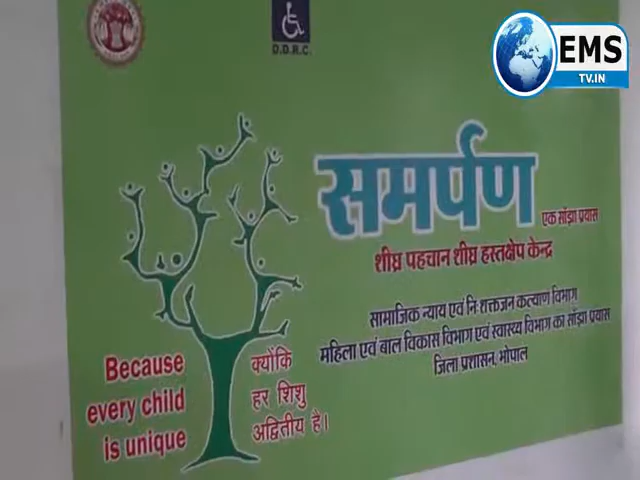 D.D.R.C.
EMS
TV.IN
समर्पण
एक साँझा प्रयास
शीघ्र पहचान शीघ्र हस्तक्षेप केन्द्र
सामाजिक न्याय एवं निःशक्तजन कल्याण विभाग
महिला एवं बाल विकास विभाग एवं स्वास्थ्य विभाग का साँझा प्रयास
जिला प्रशासन, भोपाल
Because
every child
is unique
क्योंकि
हर शिशु
अद्वितीय है।